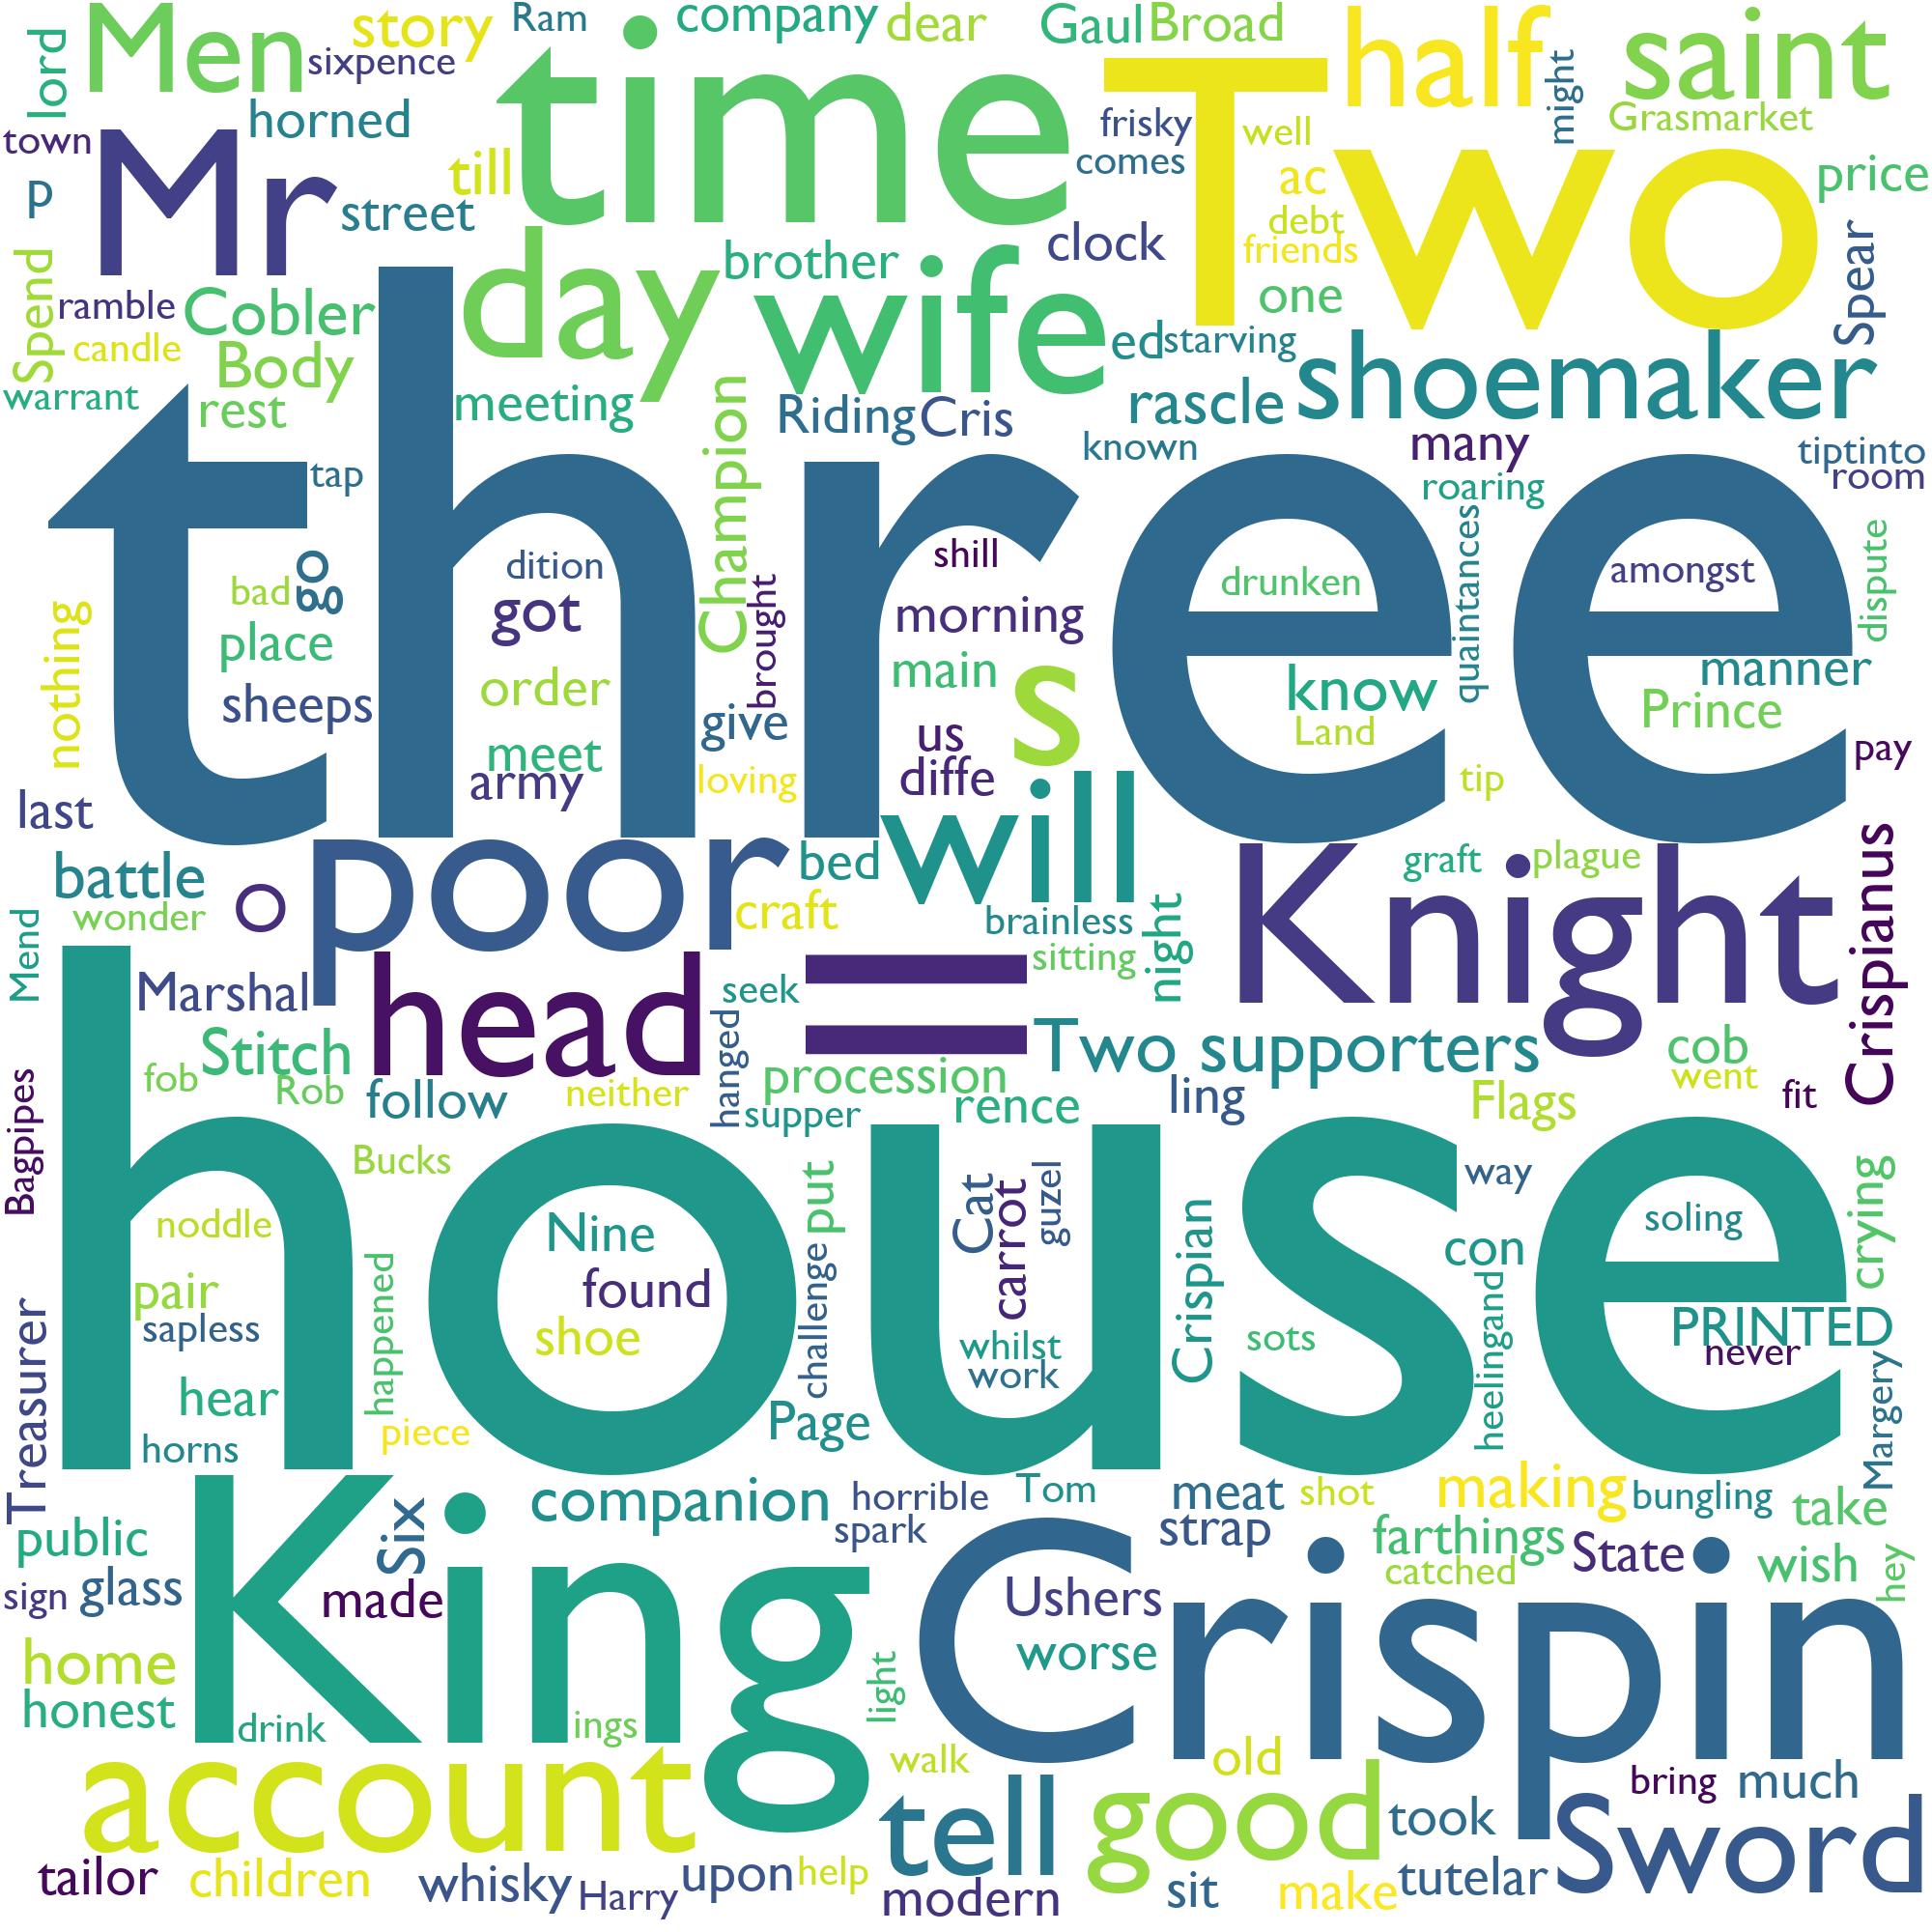 Men
story
Ram
company
dear
Gaul
Broad
half
saint
lord
sixpence
time
Two
might
Grasmarket
horned
frisky
well
town
Mr
till
comes
ac
price
p
street
debt
clock
friends
Spear
Spend
day
brother
wife
one
ramble
Cobler
ed
starving
shoemaker
candle
Body
warrant
rest
meeting
Champion
Riding
Cris
rascle
known
many
tiptinto
three
tap
roaring
room
go
dition
shill
quaintances
drunken
amongst
dispute
nothing
bad
got
brought
morning
place
main
s
know
manner
sheeps
order
give
Prince
meet
us
Land
pay
last
army
loving
diffe
will
tip
battle
o
poor
bed
Knight
graft
plague
Crispianus
wonder
craft
brainless
Mend
night
Marshal
head
seek
=
sitting
Stitch
hanged
Two supporters
cob
fob
Rob
follow
neither
procession
went
Bagpipes
supper
rence
ling
Flags
fit
house
Bucks
put
Cat
carrot
guzel
way
crying
noddle
Nine
Crispian
con
soling
pair
happened
found
challenge
sapless
shoe
whilst
sots
heelingand
PRINTED
Treasurer
work
never
hear
Page
Margery
horns
piece
King
Six
companion
horrible
Tom
meat
shot
making
bungling
take
public
spark
strap
farthings
State
wish
sign
glass
made
Crispin
Ushers
catched
hey
home
light
worse
honest
drink
ings
account
walk
old
tell
good
bring
much
took
Sword
tailor
children
whisky
Harry
upon
help
modern
sit
make
tutelar